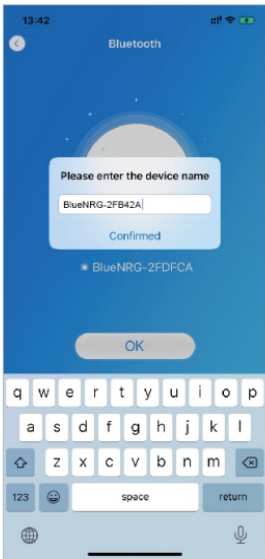 13:42
Bluetooth
Please enter the device name
BlueNRG-2FB42A
Confirmed
BlueNRG-2FDFCA
OK
q w e r t y u i o p
a s d f g h j k l
z x c v b n m
123 space return